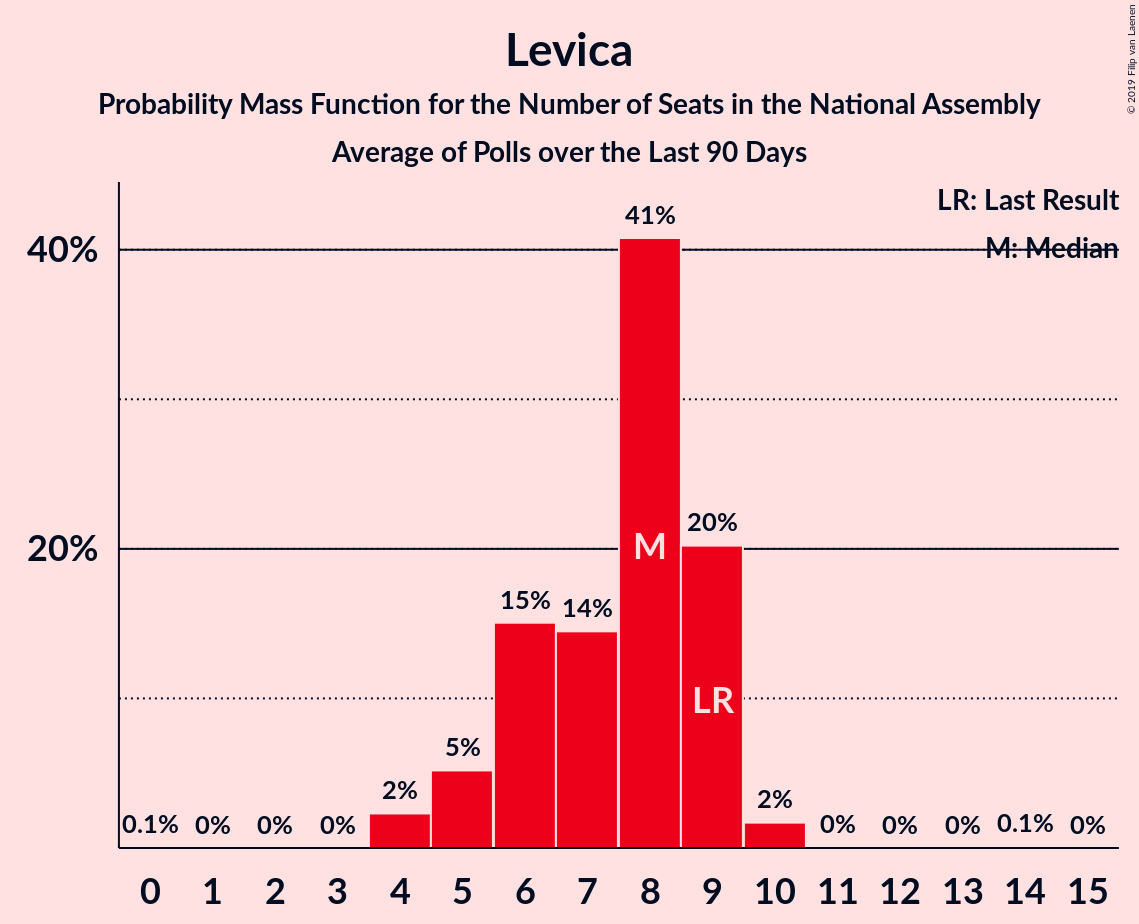 Levica
Probability Mass Function for the Number of Seats in the National Assembly
Average of Polls over the Last 90 Days
© 2019 Filip van Laenen
LR: Last Result
M: Median
40%
20%
0.1% 0% 0% 0% 2% 5% 15% 14% 41% 20% 2% 0% 0% 0% 0.1% 0%
M
LR
0 1 2 3 4 5 6 7 8 9 10 11 12 13 14 15